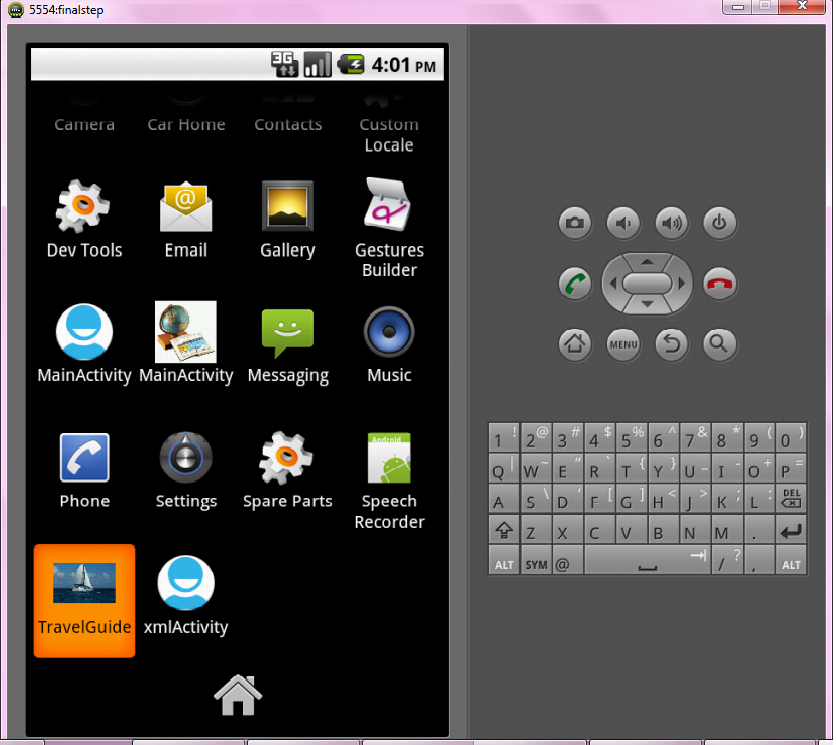 5554:finalstep
3G 4:01 PM
Camera Car Home Contacts Custom
Locale
Dev Tools Email Gallery Gestures
Builder
MainActivity MainActivity Messaging Music
Android
Phone Settings Spare Parts Speech
Recorder
TravelGuide xmlActivity
MENU
1 ! 2 @ 3 # 4 $ 5 % 6 ^ 7 & 8 * 9 ( 0 )
Q | W ~ E " R ` T { Y } U _ I - O + P =
A S \ D ' F [ G ] H < J > K ; L : DEL
Z X C V B N M .
ALT SYM @ / ? , ALT